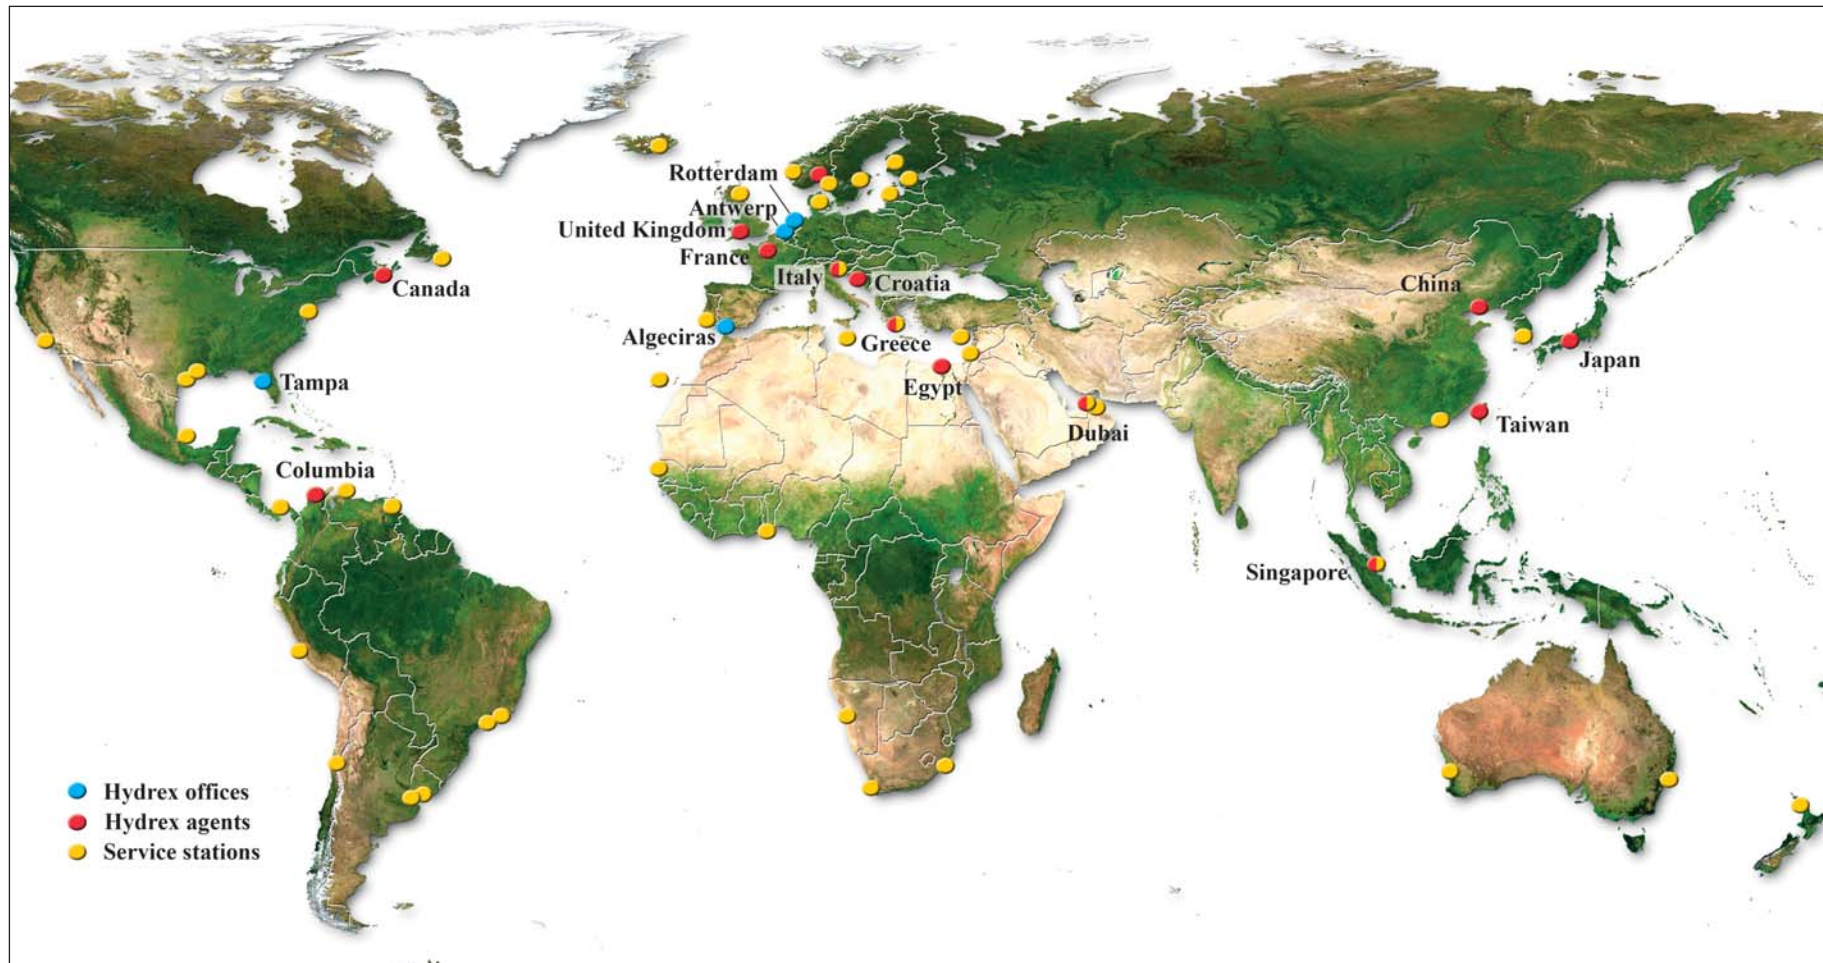 Rotterdam
Antwerp
United Kingdom
France
Italy
Croatia
Canada
China
Algeciras
Greece
Japan
Tampa
Egypt
Taiwan
Dubai
Columbia
Singapore
Hydrex offices
Hydrex agents
Service stations